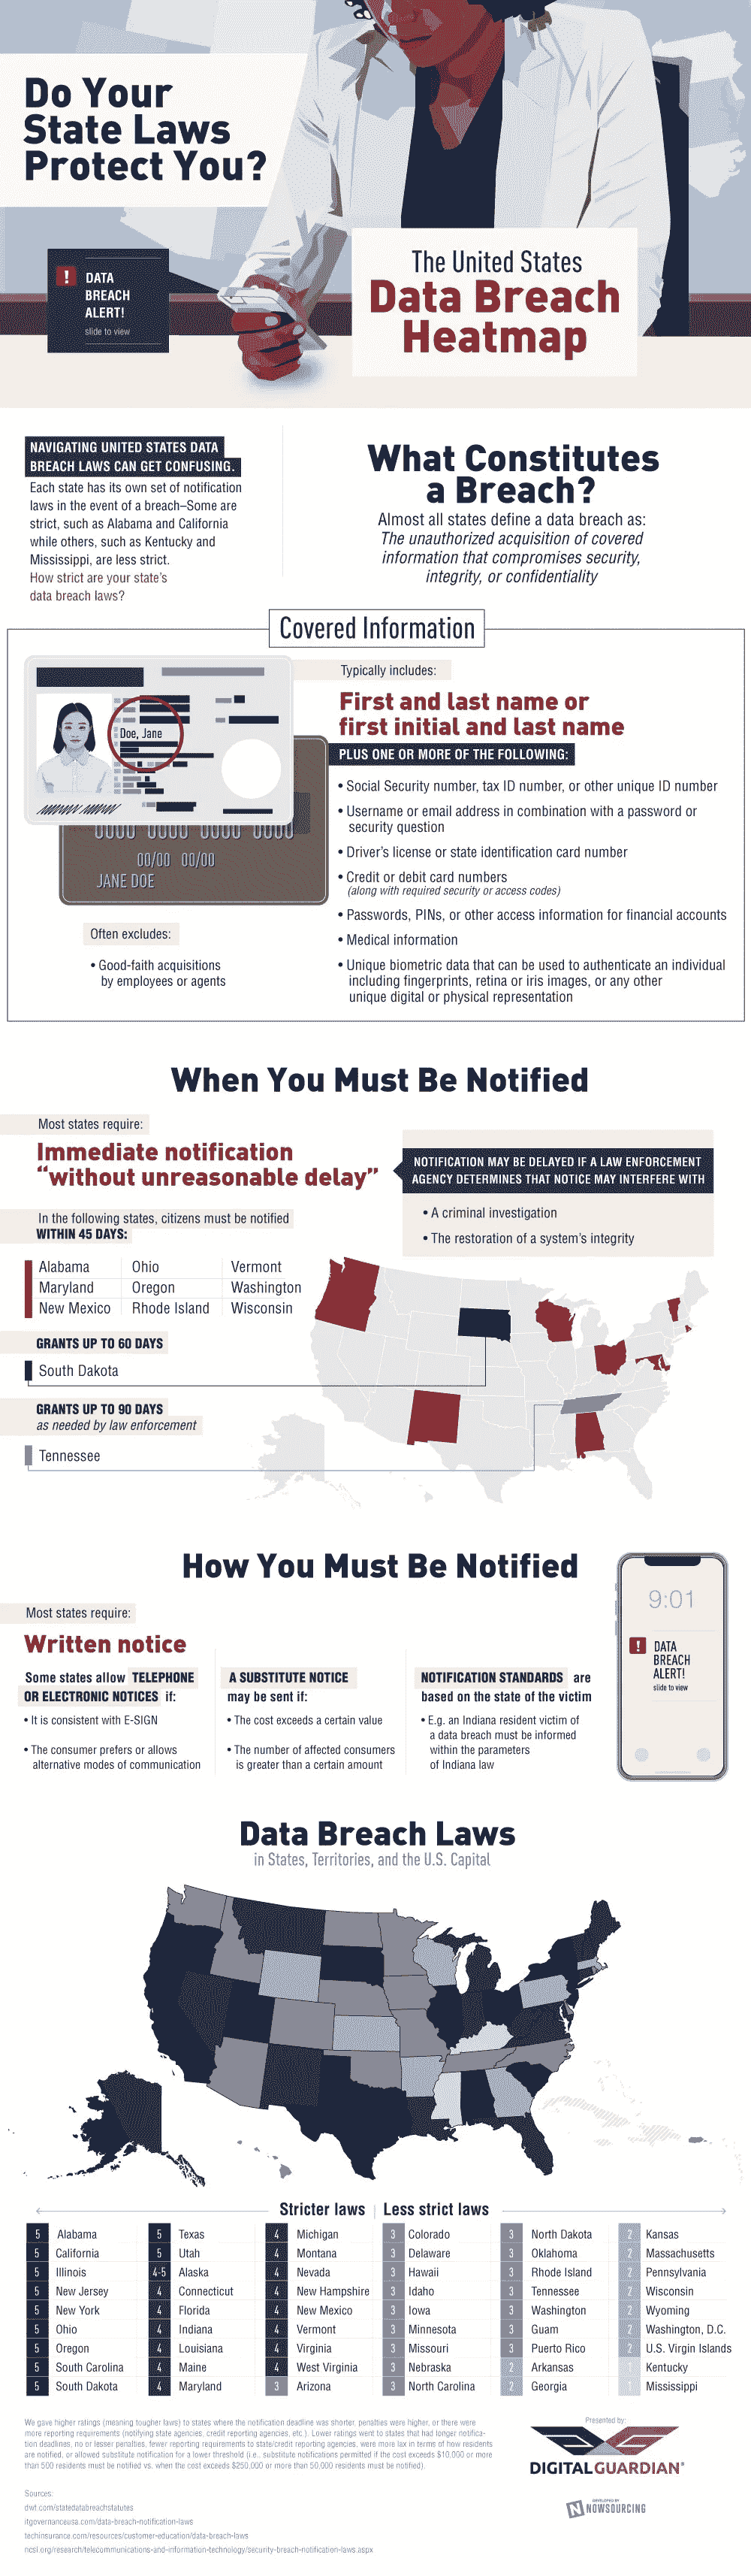 Do Your
State Laws
Protect You?
! DATA
BREACH
ALERT!
slide to view
The United States
Data Breach
Heatmap
NAVIGATING UNITED STATES DATA
BREACH LAWS CAN GET CONFUSING.
Each state has its own set of notification
laws in the event of a breach–Some are
strict, such as Alabama and California
while others, such as Kentucky and
Mississippi, are less strict.
How strict are your state's
data breach laws?
What Constitutes
a Breach?
Almost all states define a data breach as:
The unauthorized acquisition of covered
information that compromises security,
integrity, or confidentiality
Covered Information
Doe, Jane
00/00 00/00
JANE DOE
Often excludes:
• Good-faith acquisitions
by employees or agents
Typically includes:
First and last name or
first initial and last name
PLUS ONE OR MORE OF THE FOLLOWING:
• Social Security number, tax ID number, or other unique ID number
• Username or email address in combination with a password or
security question
• Driver's license or state identification card number
• Credit or debit card numbers
(along with required security or access codes)
• Passwords, PINs, or other access information for financial accounts
• Medical information
• Unique biometric data that can be used to authenticate an individual
including fingerprints, retina or iris images, or any other
unique digital or physical representation
When You Must Be Notified
Most states require:
Immediate notification
“without unreasonable delay”
NOTIFICATION MAY BE DELAYED IF A LAW ENFORCEMENT
AGENCY DETERMINES THAT NOTICE MAY INTERFERE WITH
• A criminal investigation
• The restoration of a system's integrity
In the following states, citizens must be notified
WITHIN 45 DAYS:
Alabama Ohio Vermont
Maryland Oregon Washington
New Mexico Rhode Island Wisconsin
GRANTS UP TO 60 DAYS
South Dakota
GRANTS UP TO 90 DAYS
as needed by law enforcement
Tennessee
How You Must Be Notified
Most states require:
Written notice
Some states allow TELEPHONE
OR ELECTRONIC NOTICES if:
• It is consistent with E-SIGN
• The consumer prefers or allows
alternative modes of communication
A SUBSTITUTE NOTICE
may be sent if:
• The cost exceeds a certain value
• The number of affected consumers
is greater than a certain amount
NOTIFICATION STANDARDS are
based on the state of the victim
• E.g. an Indiana resident victim of
a data breach must be informed
within the parameters
of Indiana law
9:01
! DATA
BREACH
ALERT!
slide to view
Data Breach Laws
in States, Territories, and the U.S. Capital
Stricter laws | Less strict laws
5 Alabama 5 Texas 4 Michigan 3 Colorado 3 North Dakota 2 Kansas
5 California 5 Utah 4 Montana 3 Delaware 3 Oklahoma 2 Massachusetts
5 Illinois 4-5 Alaska 4 Nevada 3 Hawaii 3 Rhode Island 2 Pennsylvania
5 New Jersey 4 Connecticut 4 New Hampshire 3 Idaho 3 Tennessee 2 Wisconsin
5 New York 4 Florida 4 New Mexico 3 Iowa 3 Washington 2 Wyoming
5 Ohio 4 Indiana 4 Vermont 3 Minnesota 3 Guam 2 Washington, D.C.
5 Oregon 4 Louisiana 4 Virginia 3 Missouri 3 Puerto Rico 2 U.S. Virgin Islands
5 South Carolina 4 Maine 4 West Virginia 3 Nebraska 2 Arkansas 1 Kentucky
5 South Dakota 4 Maryland 3 Arizona 3 North Carolina 2 Georgia 1 Mississippi
We gave higher ratings (meaning tougher laws) to states where the notification deadline was shorter, penalties were higher, or there were
more reporting requirements (notifying state agencies, credit reporting agencies, etc.). Lower ratings went to states that had longer notifica-
tion deadlines, no or lesser penalties, fewer reporting requirements to state/credit reporting agencies, were more lax in terms of how residents
are notified, or allowed substitute notification for a lower threshold (i.e., substitute notifications permitted if the cost exceeds $10,000 or more
than 500 residents must be notified vs. when the cost exceeds $250,000 or more than 50,000 residents must be notified).
Sources:
dwt.com/statedatabreachstatutes
itgovernanceusa.com/data-breach-notification-laws
techinsurance.com/resources/customer-education/data-breach-laws
ncsl.org/research/telecommunications-and-information-technology/security-breach-notification-laws.aspx
Presented by:
DIGITALGUARDIAN®
DEVELOPED BY
N NOWSOURCING